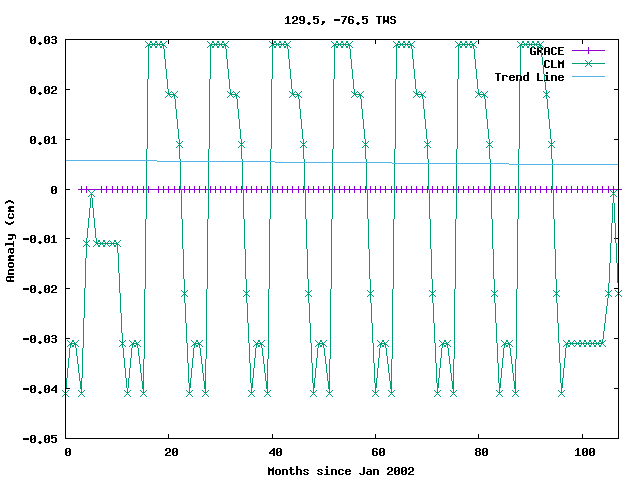 129.5, -76.5 TWS
0.03
0.02
0.01
0
-0.01
-0.02
-0.03
-0.04
-0.05
Anomaly (cm)
GRACE
CLM
Trend Line
0 20 40 60 80 100
Months since Jan 2002